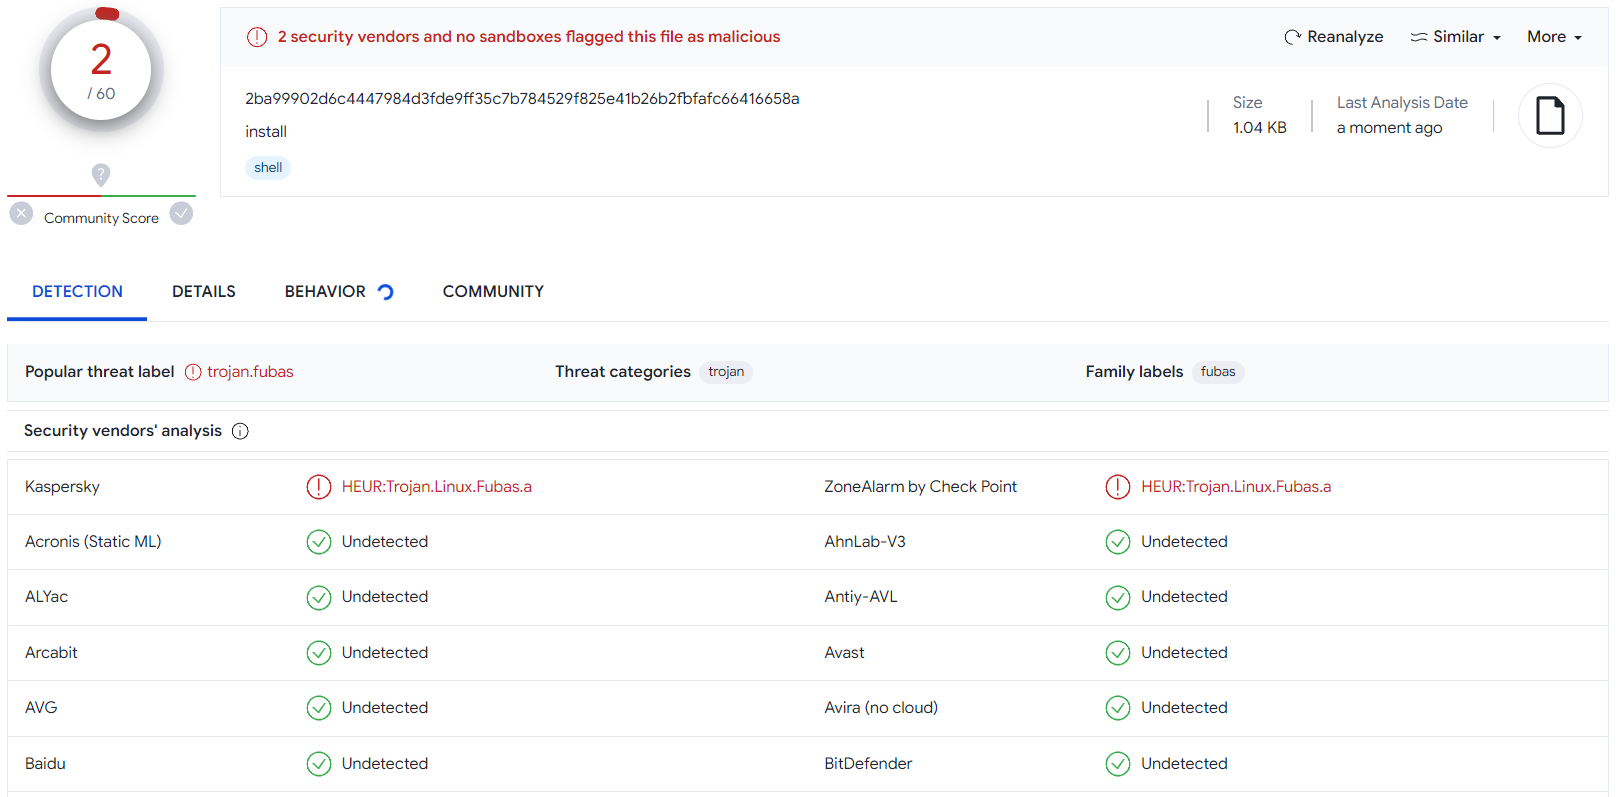 2
/ 60
Community Score
2 security vendors and no sandboxes flagged this file as malicious
Reanalyze
Similar
More
2ba99902d6c4447984d3fde9ff35c7b784529f825e41b26b2fbfafc66416658a
install
shell
Size
1.04 KB
Last Analysis Date
a moment ago
DETECTION
DETAILS
BEHAVIOR
COMMUNITY
Popular threat label
trojan.fubas
Threat categories
trojan
Family labels
fubas
Security vendors' analysis
Kaspersky
HEUR:Trojan.Linux.Fubas.a
ZoneAlarm by Check Point
HEUR:Trojan.Linux.Fubas.a
Acronis (Static ML)
Undetected
AhnLab-V3
Undetected
ALYac
Undetected
Antiy-AVL
Undetected
Arcabit
Undetected
Avast
Undetected
AVG
Undetected
Avira (no cloud)
Undetected
Baidu
Undetected
BitDefender
Undetected